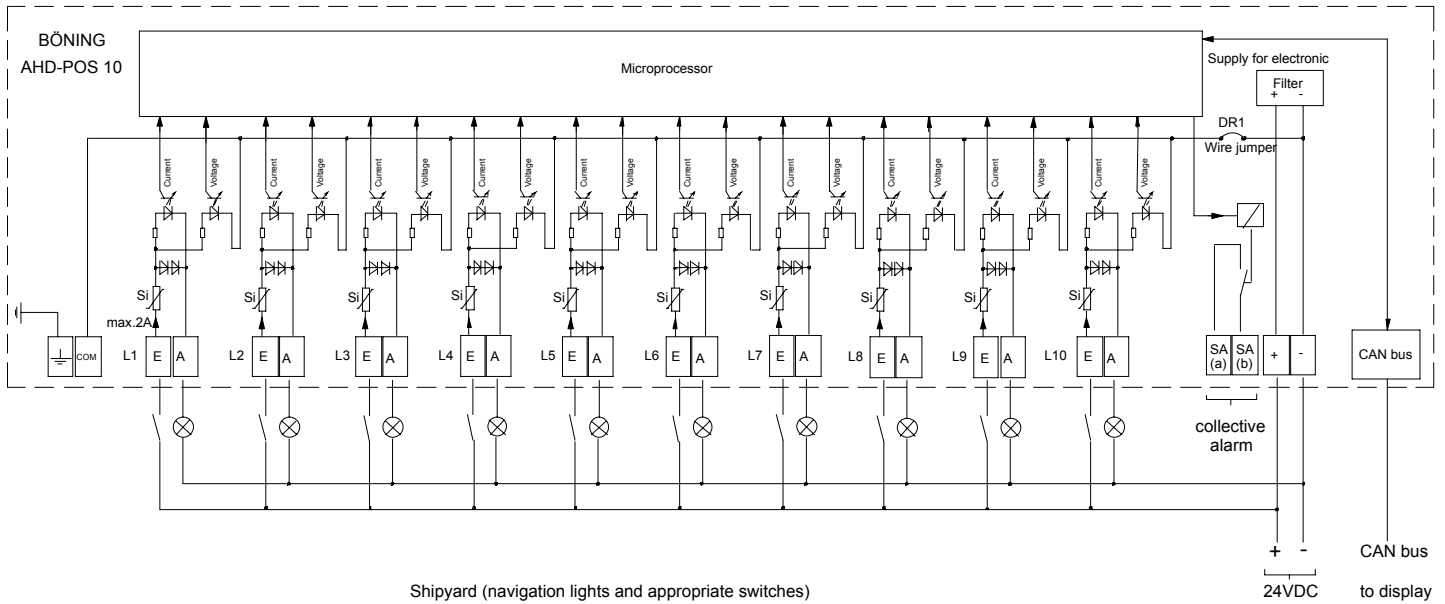 BÖNING
AHD-POS 10
Microprocessor
Supply for electronic
Filter
+ -
DR1
Wire jumper
Current Voltage Current Voltage Current Voltage Current Voltage Current Voltage Current Voltage Current Voltage Current Voltage Current Voltage Current Voltage
Si Si Si Si Si Si Si Si Si Si
max.2A
COM L1 E A L2 E A L3 E A L4 E A L5 E A L6 E A L7 E A L8 E A L9 E A L10 E A
SA (a)
SA (b)
+ -
CAN bus
collective
alarm
+ - CAN bus
Shipyard (navigation lights and appropriate switches) 24VDC to display